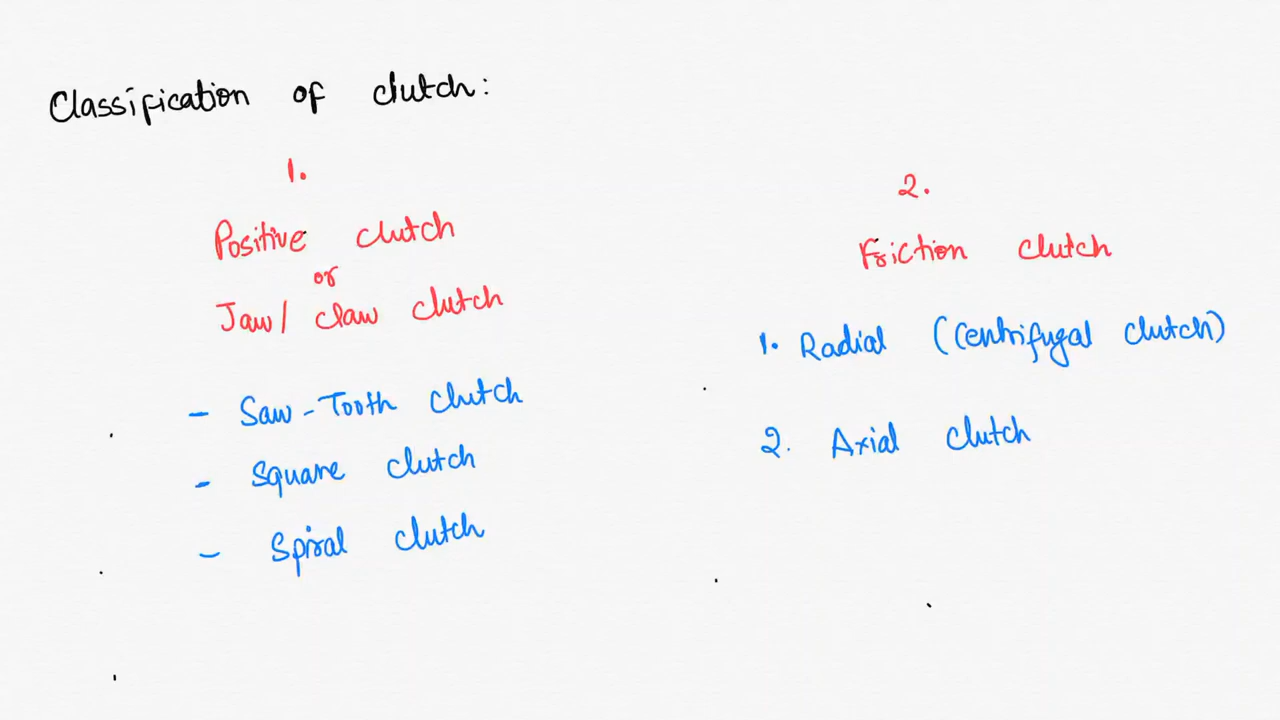 Classification of clutch:
1.
Positive clutch
or
Jaw/ claw clutch
- Saw-Tooth clutch
- Square clutch
- Spiral clutch
2.
Friction clutch
1. Radial (Centrifugal clutch)
2. Axial clutch